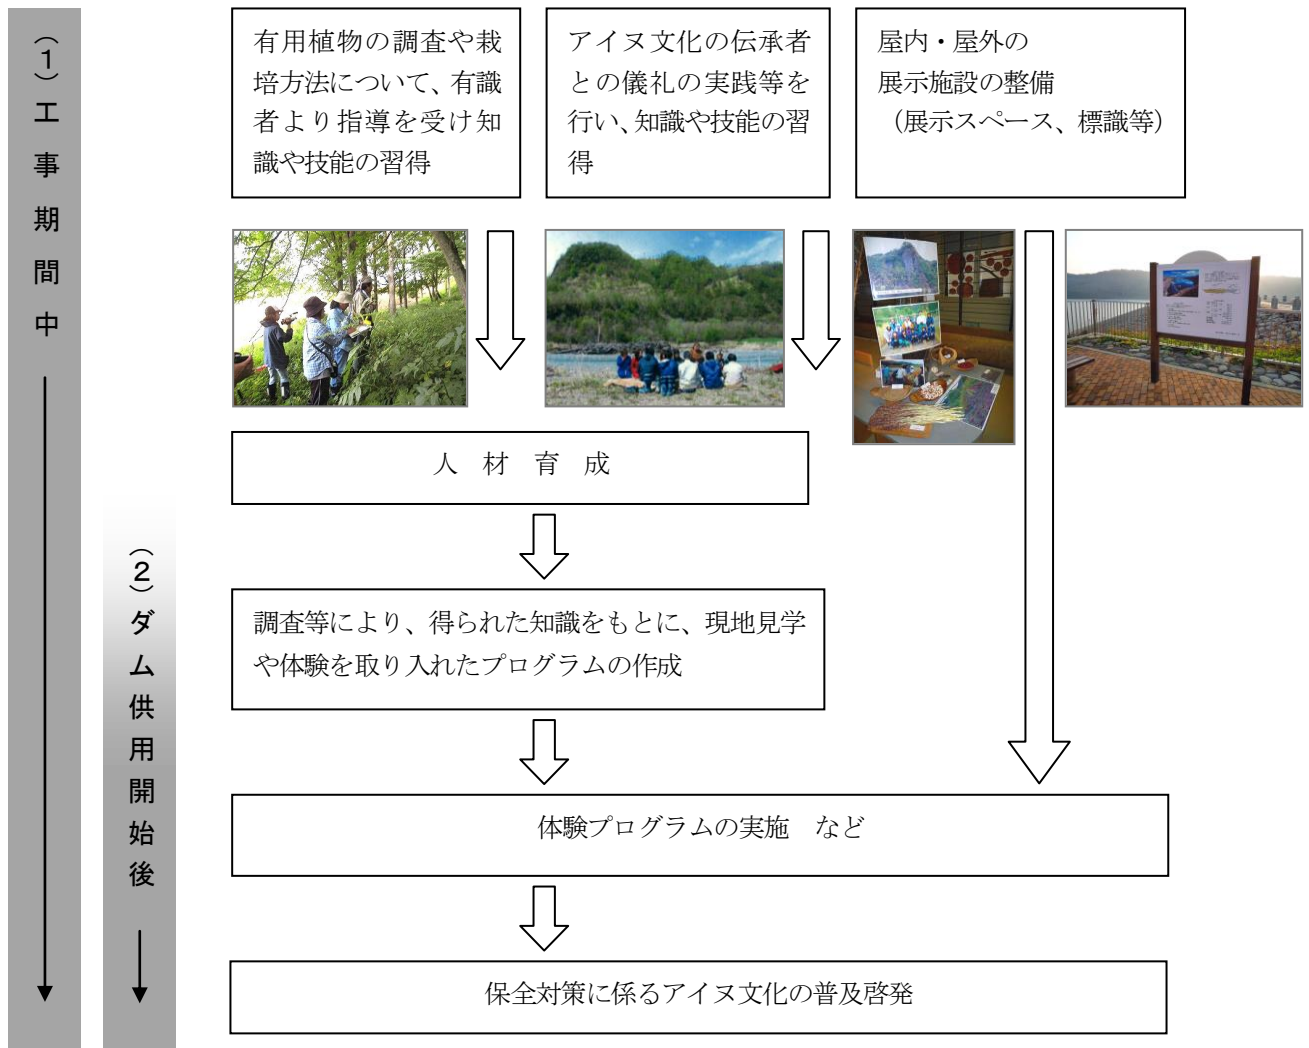 （1）工事期間中
（2）ダム供用開始後
有用植物の調査や栽
培方法について、有識
者より指導を受け知
識や技能の習得
アイヌ文化の伝承者
との儀礼の実践等を
行い、知識や技能の習
得
屋内・屋外の
展示施設の整備
（展示スペース、標識等）
人　材　育　成
調査等により、得られた知識をもとに、現地見学
や体験を取り入れたプログラムの作成
体験プログラムの実施　など
保全対策に係るアイヌ文化の普及啓発